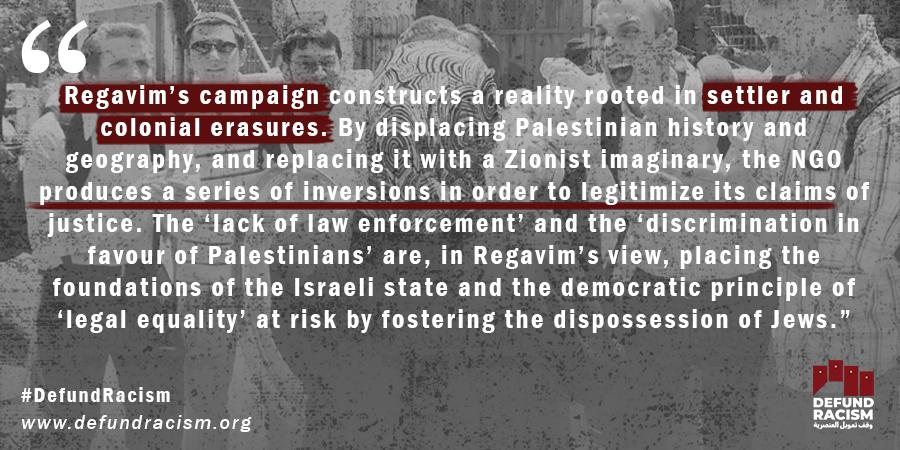 “
Regavim’s campaign constructs a reality rooted in settler and
colonial erasures. By displacing Palestinian history and
geography, and replacing it with a Zionist imaginary, the NGO
produces a series of inversions in order to legitimize its claims of
justice. The ‘lack of law enforcement’ and the ‘discrimination in
favour of Palestinians’ are, in Regavim’s view, placing the
foundations of the Israeli state and the democratic principle of
‘legal equality’ at risk by fostering the dispossession of Jews.”
#DefundRacism
www.defundracism.org
DEFUND
RACISM
وقف تمويل العنصرية